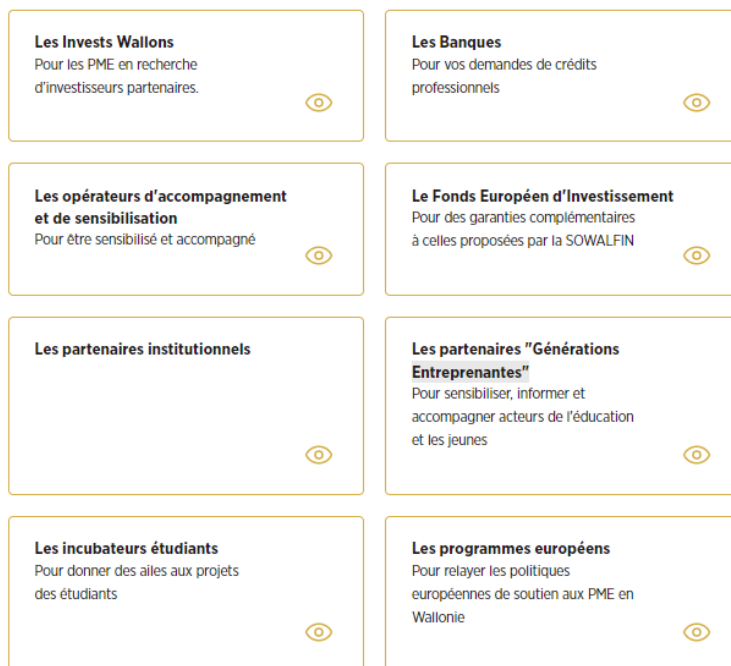 Les Invests Wallons
Pour les PME en recherche
d'investisseurs partenaires.
Les Banques
Pour vos demandes de crédits
professionnels
Les opérateurs d'accompagnement
et de sensibilisation
Pour être sensibilisé et accompagné
Le Fonds Européen d'Investissement
Pour des garanties complémentaires
à celles proposées par la SOWALFIN
Les partenaires institutionnels
Les partenaires "Générations
Entreprenantes"
Pour sensibiliser, informer et
accompagner acteurs de l'éducation
et les jeunes
Les incubateurs étudiants
Pour donner des ailes aux projets
des étudiants
Les programmes européens
Pour relayer les politiques
européennes de soutien aux PME en
Wallonie